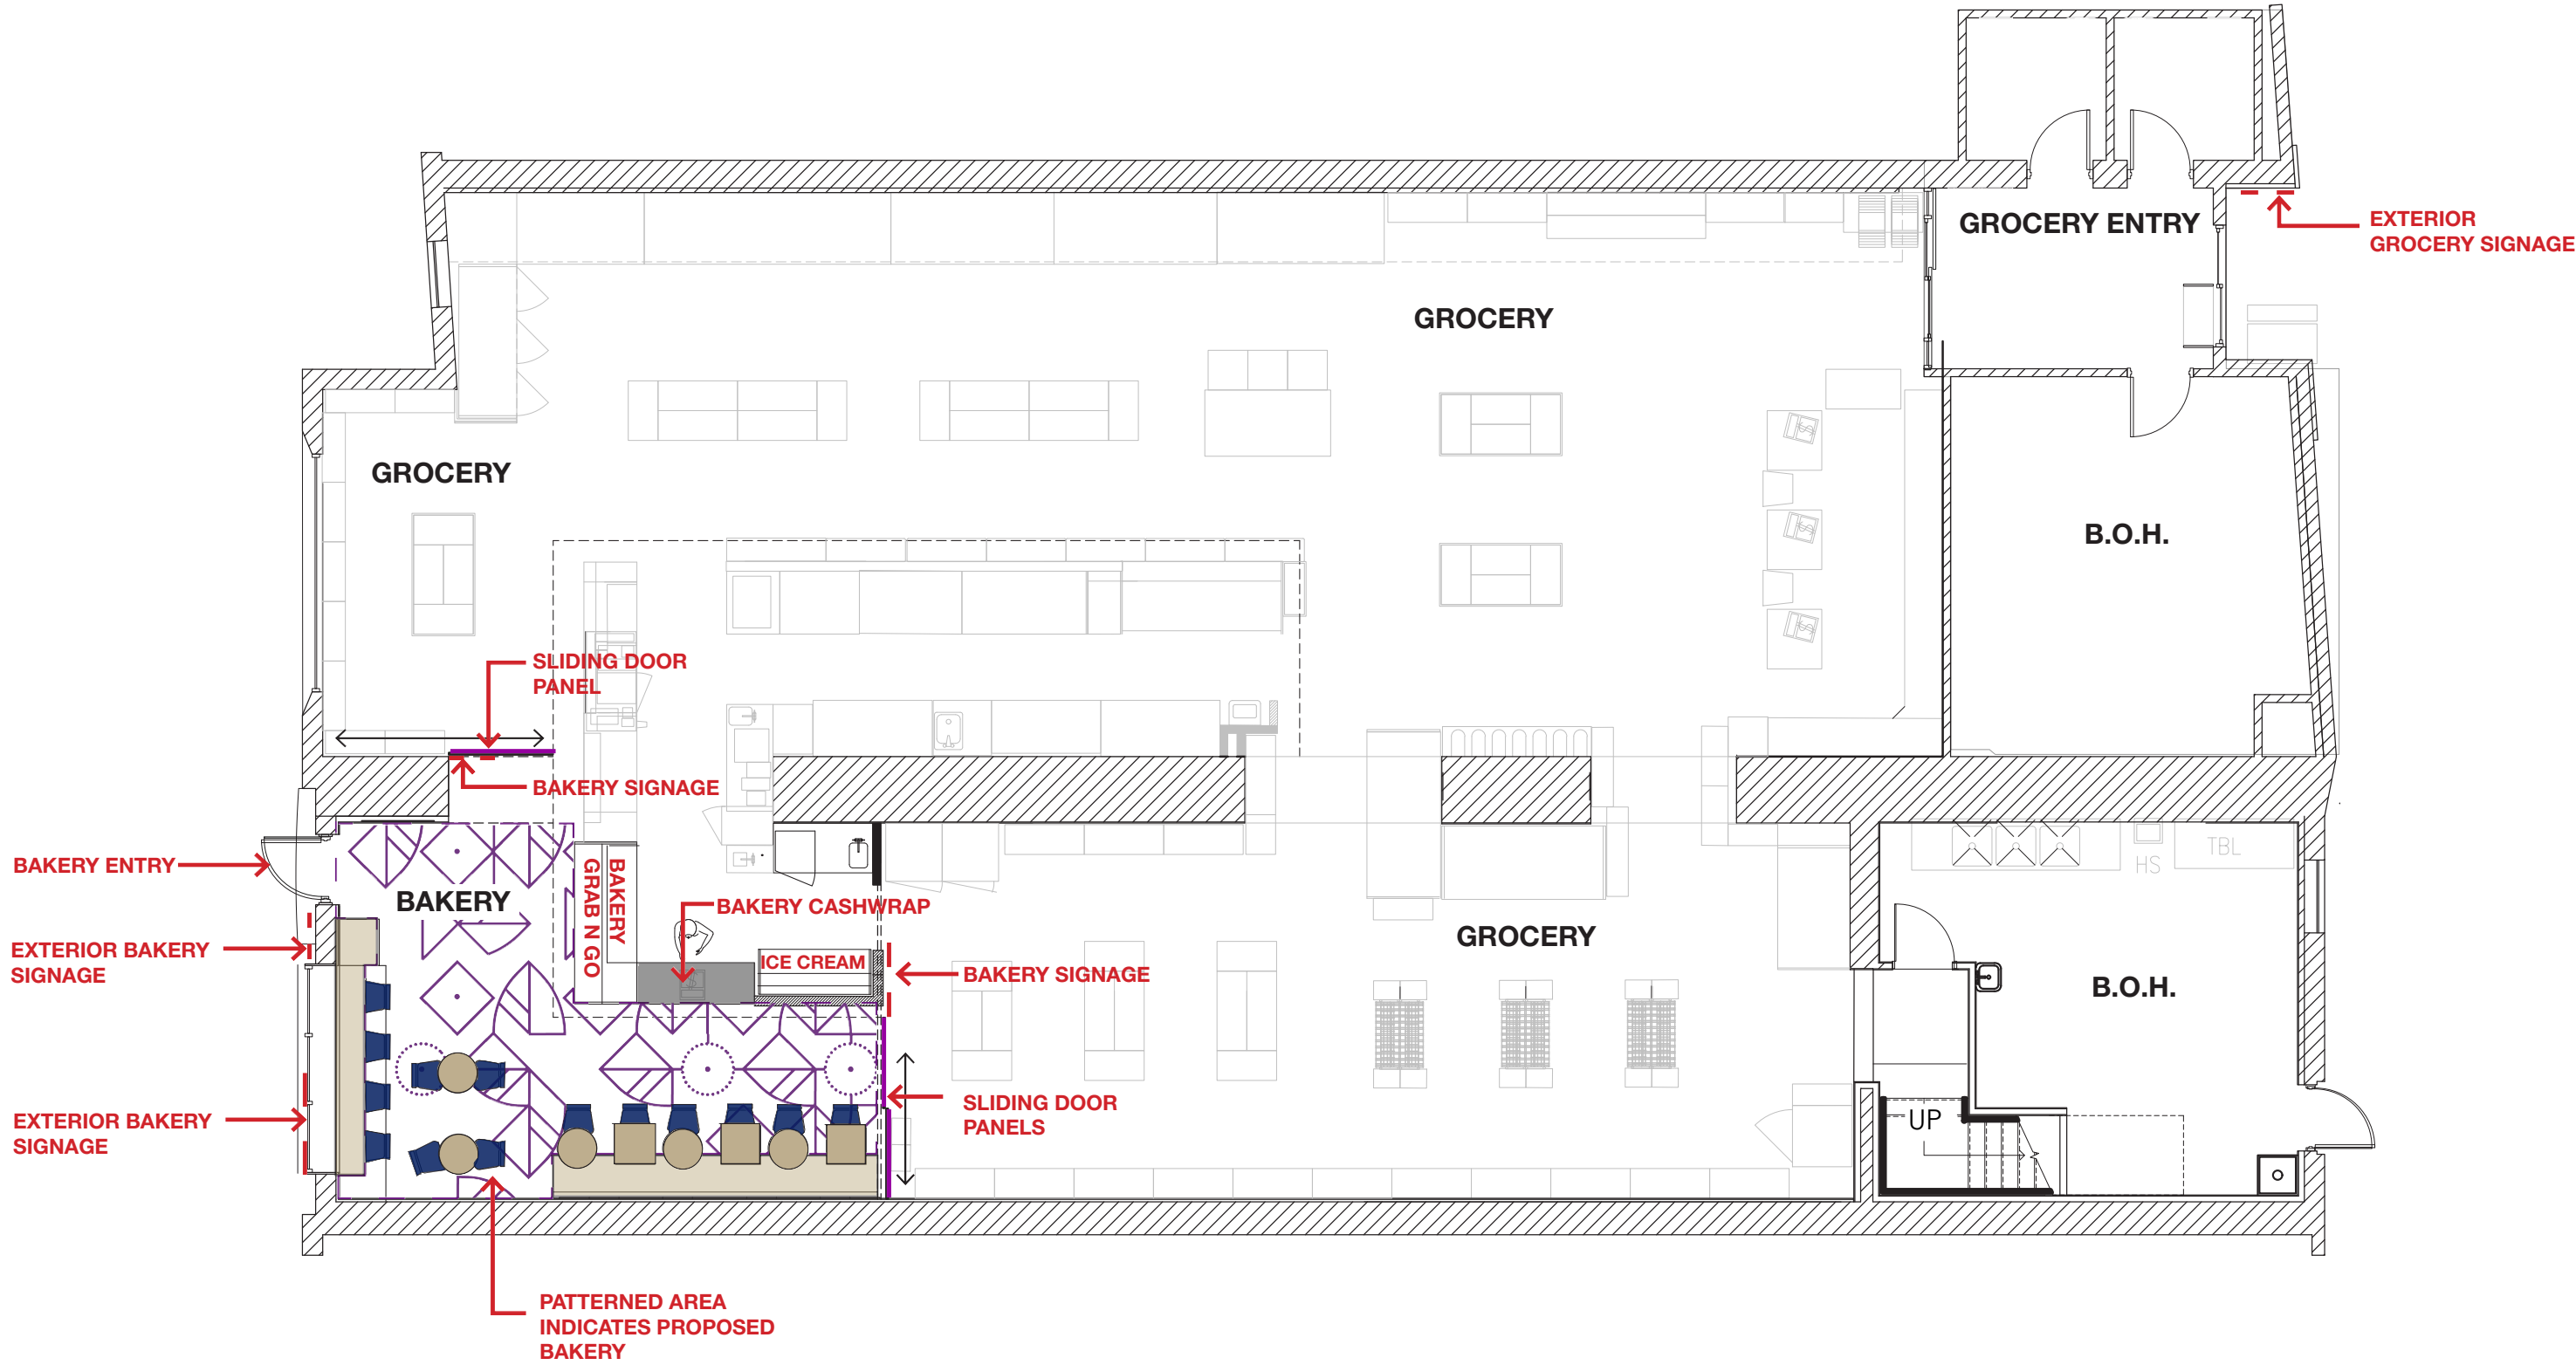 GROCERY ENTRY
EXTERIOR
GROCERY SIGNAGE
GROCERY
GROCERY
B.O.H.
SLIDING DOOR
PANEL
BAKERY SIGNAGE
BAKERY ENTRY
BAKERY
BAKERY
GRAB N GO
BAKERY CASHWRAP
ICE CREAM
BAKERY SIGNAGE
EXTERIOR BAKERY
SIGNAGE
GROCERY
HS
TBL
B.O.H.
SLIDING DOOR
PANELS
UP
EXTERIOR BAKERY
SIGNAGE
PATTERNED AREA
INDICATES PROPOSED
BAKERY